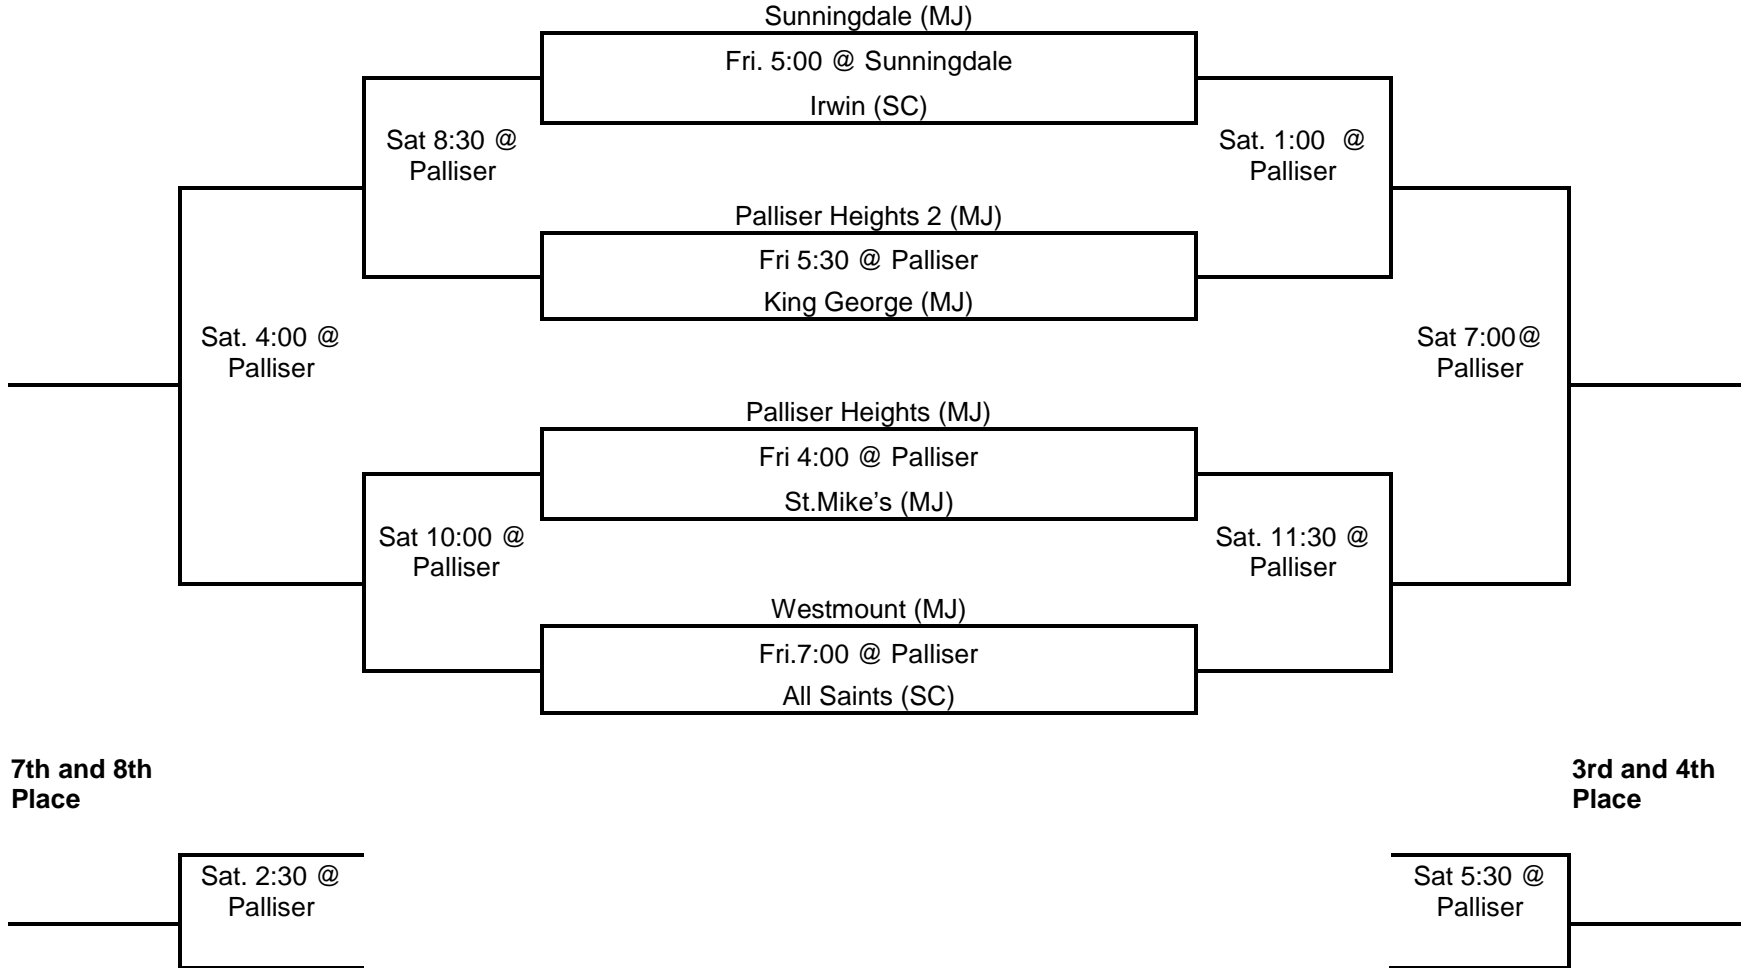 Sunningdale (MJ)
Fri. 5:00 @ Sunningdale
Irwin (SC)
Sat 8:30 @
Palliser
Sat. 1:00  @
Palliser
Palliser Heights 2 (MJ)
Fri 5:30 @ Palliser
King George (MJ)
Sat. 4:00 @
Palliser
Sat 7:00@
Palliser
Palliser Heights (MJ)
Fri 4:00 @ Palliser
St.Mike’s (MJ)
Sat 10:00 @
Palliser
Sat. 11:30 @
Palliser
Westmount (MJ)
Fri.7:00 @ Palliser
All Saints (SC)
7th and 8th
Place
3rd and 4th
Place
Sat. 2:30 @
Palliser
Sat 5:30 @
Palliser